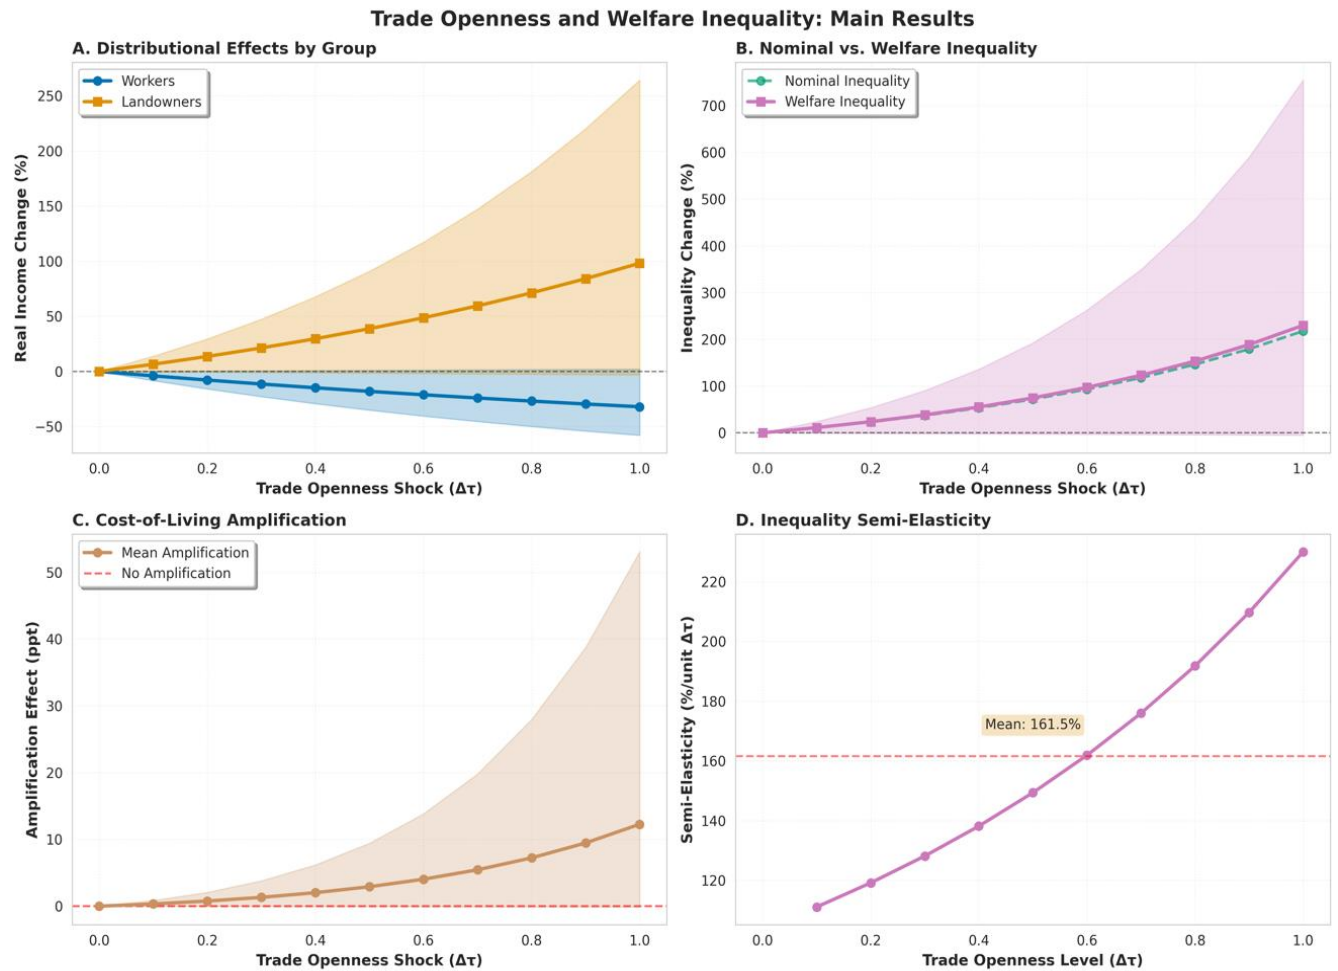 Trade Openness and Welfare Inequality: Main Results
A. Distributional Effects by Group
Workers
Landowners
Real Income Change (%)
250
200
150
100
50
0
−50
0.0 0.2 0.4 0.6 0.8 1.0
Trade Openness Shock (Δτ)
B. Nominal vs. Welfare Inequality
Nominal Inequality
Welfare Inequality
Inequality Change (%)
700
600
500
400
300
200
100
0
0.0 0.2 0.4 0.6 0.8 1.0
Trade Openness Shock (Δτ)
C. Cost-of-Living Amplification
Mean Amplification
No Amplification
Amplification Effect (ppt)
50
40
30
20
10
0
0.0 0.2 0.4 0.6 0.8 1.0
Trade Openness Shock (Δτ)
D. Inequality Semi-Elasticity
Semi-Elasticity (%/unit Δτ)
220
200
180
Mean: 161.5%
160
140
120
0.0 0.2 0.4 0.6 0.8 1.0
Trade Openness Level (Δτ)